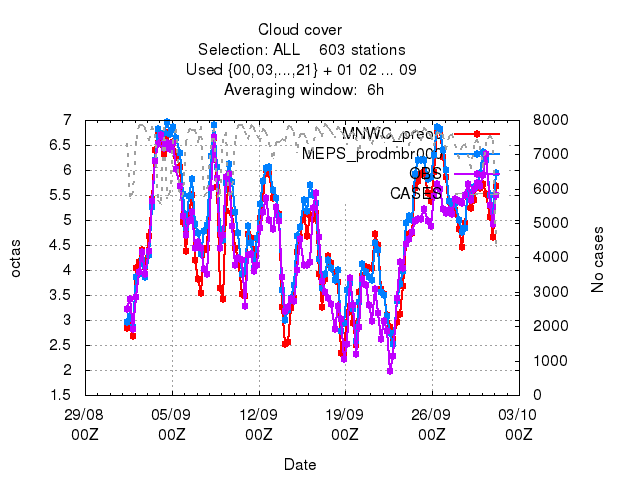 Cloud cover
Selection: ALL 603 stations
Used {00,03,...,21} + 01 02 ... 09
Averaging window: 6h
7 8000
6.5 7000
6 6000
5.5 5000
5 4000
4.5 3000
4 2000
3.5 1000
3 0
2.5
2
1.5
octas
No cases
MNWC_preop
MEPS_prodmbr000
OBS
CASES
29/08 05/09 12/09 19/09 26/09 03/10
00Z 00Z 00Z 00Z 00Z 00Z
Date